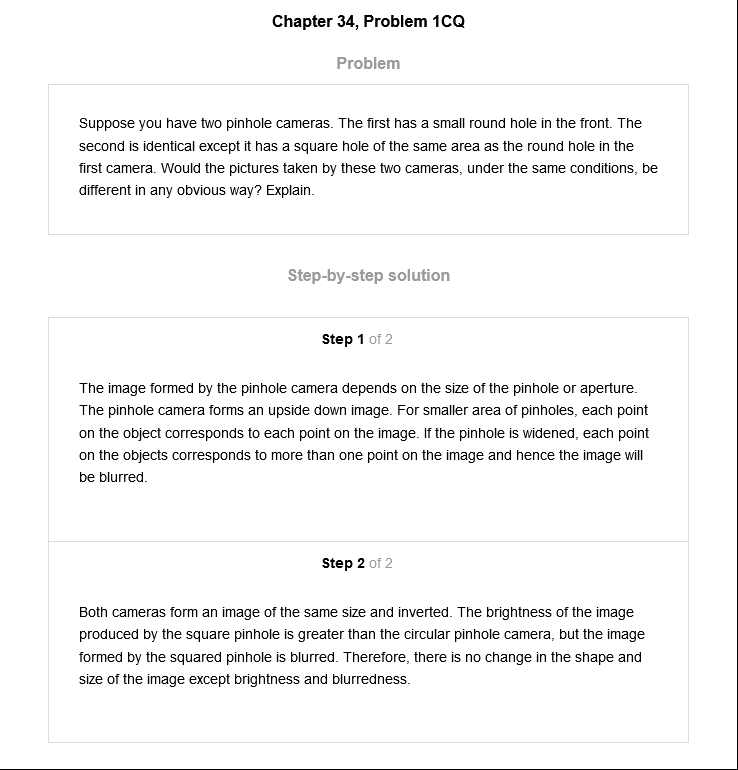 Chapter 34, Problem 1CQ
Problem
Suppose you have two pinhole cameras. The first has a small round hole in the front. The
second is identical except it has a square hole of the same area as the round hole in the
first camera. Would the pictures taken by these two cameras, under the same conditions, be
different in any obvious way? Explain.
Step-by-step solution
Step 1 of 2
The image formed by the pinhole camera depends on the size of the pinhole or aperture.
The pinhole camera forms an upside down image. For smaller area of pinholes, each point
on the object corresponds to each point on the image. If the pinhole is widened, each point
on the objects corresponds to more than one point on the image and hence the image will
be blurred.
Step 2 of 2
Both cameras form an image of the same size and inverted. The brightness of the image
produced by the square pinhole is greater than the circular pinhole camera, but the image
formed by the squared pinhole is blurred. Therefore, there is no change in the shape and
size of the image except brightness and blurredness.